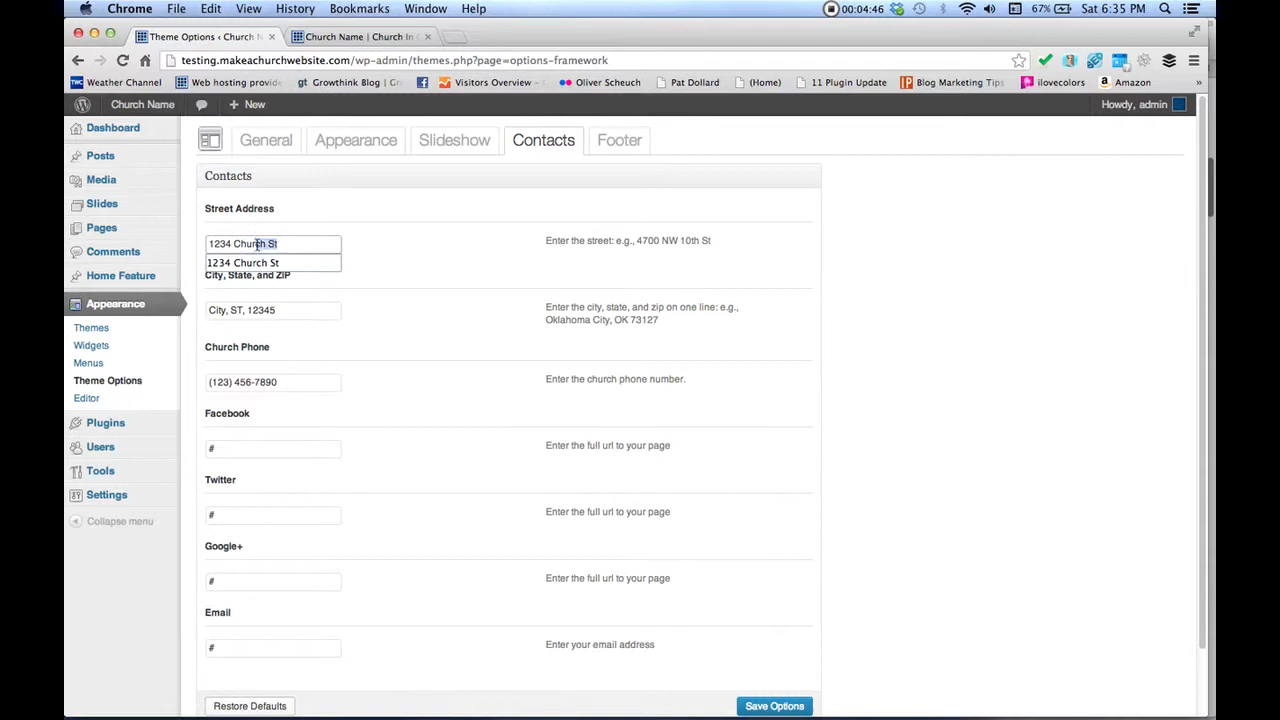 Chrome File Edit View History Bookmarks Window Help 00:04:46 67% Sat 6:35 PM
Theme Options ‹ Church N Church Name | Church In C
testing.makeachurchwebsite.com/wp-admin/themes.php?page=options-framework
Weather Channel Web hosting provide Growthink Blog | Gr Visitors Overview – Oliver Scheuch Pat Dollard (Home) 11 Plugin Update Blog Marketing Tips ilovecolors Amazon
Church Name + New Howdy, admin
Dashboard
Posts
Media
Slides
Pages
Comments
Home Feature
Appearance
Themes
Widgets
Menus
Theme Options
Editor
Plugins
Users
Tools
Settings
Collapse menu
General Appearance Slideshow Contacts Footer
Contacts
Street Address
1234 Church St Enter the street: e.g., 4700 NW 10th St
1234 Church St
City, State, and ZIP
City, ST, 12345 Enter the city, state, and zip on one line: e.g.,
Oklahoma City, OK 73127
Church Phone
(123) 456-7890 Enter the church phone number.
Facebook
# Enter the full url to your page
Twitter
# Enter the full url to your page
Google+
# Enter the full url to your page
Email
# Enter your email address
Restore Defaults Save Options